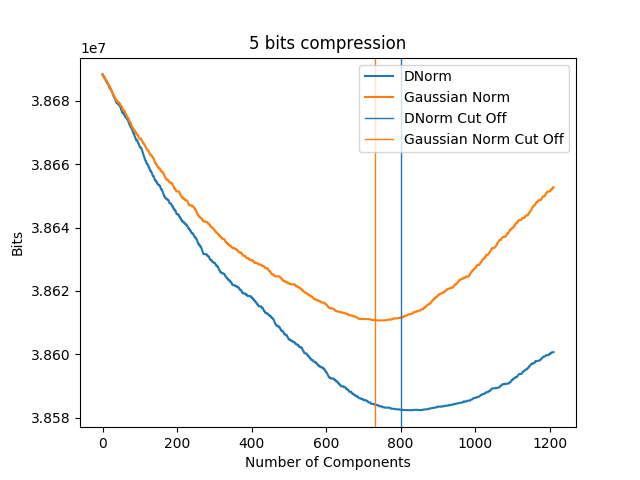 5 bits compression
1e7
DNorm
Gaussian Norm
DNorm Cut Off
Gaussian Norm Cut Off
3.868
3.866
3.864
3.862
3.860
3.858
Bits
0 200 400 600 800 1000 1200
Number of Components